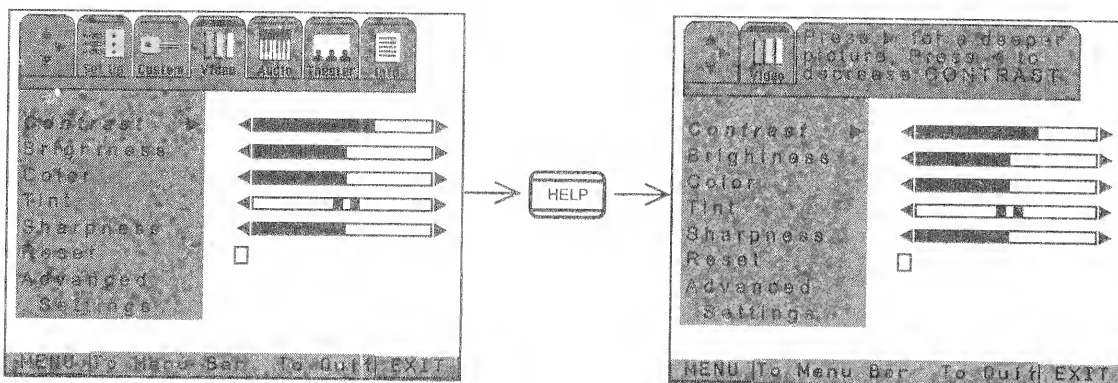 Set Up Custom Video Audio Theater Info
Contrast
Brightness
Color
Tint
Sharpness
Reset
Advanced
Settings
MENU To Menu Bar To Quit EXIT
HELP
Video
Press ▶ for a deeper
picture. Press ◀ to
decrease CONTRAST
Contrast
Brightness
Color
Tint
Sharpness
Reset
Advanced
Settings
MENU To Menu Bar To Quit EXIT